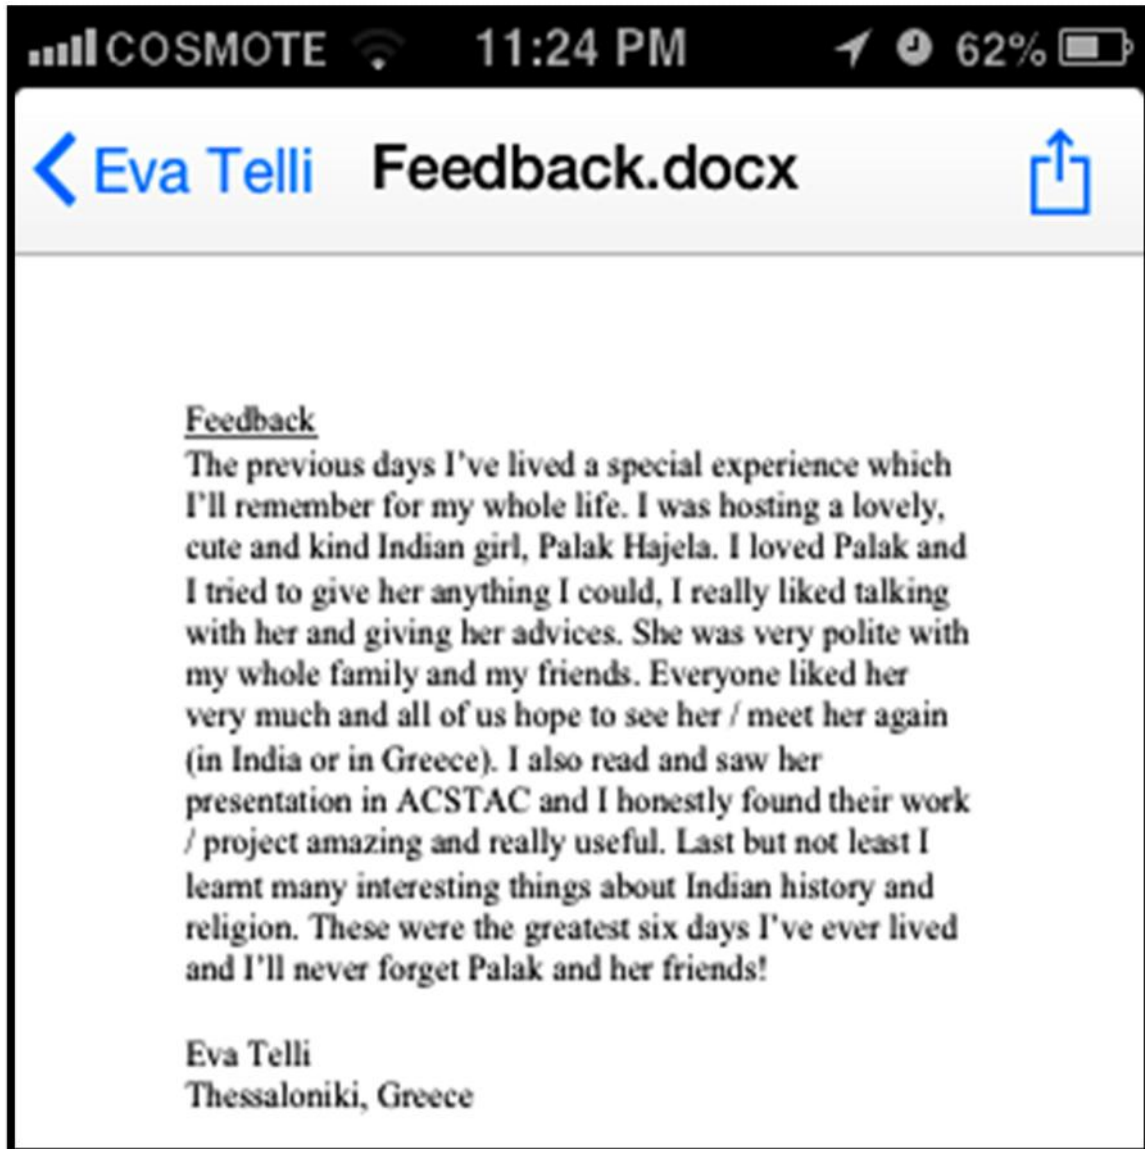 COSMOTE 11:24 PM 62%
Eva Telli Feedback.docx
Feedback
The previous days I've lived a special experience which
I'll remember for my whole life. I was hosting a lovely,
cute and kind Indian girl, Palak Hajela. I loved Palak and
I tried to give her anything I could, I really liked talking
with her and giving her advices. She was very polite with
my whole family and my friends. Everyone liked her
very much and all of us hope to see her / meet her again
(in India or in Greece). I also read and saw her
presentation in ACSTAC and I honestly found their work
/ project amazing and really useful. Last but not least I
learnt many interesting things about Indian history and
religion. These were the greatest six days I've ever lived
and I'll never forget Palak and her friends!
Eva Telli
Thessaloniki, Greece